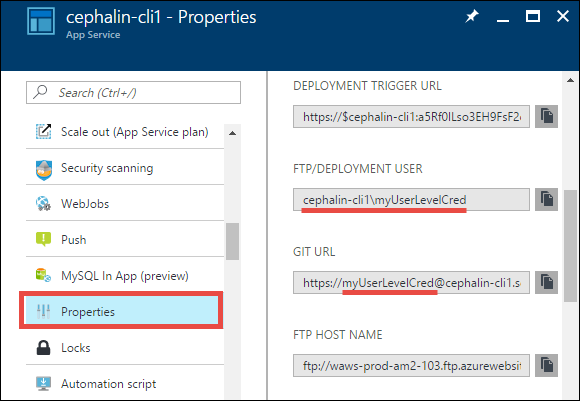 cephalin-cli1 - Properties
App Service
Search (Ctrl+/)
Scale out (App Service plan)
Security scanning
WebJobs
Push
MySQL In App (preview)
Properties
Locks
Automation script
DEPLOYMENT TRIGGER URL
https://$cephalin-cli1:a5Rf0ILso3EH9FsF2
FTP/DEPLOYMENT USER
cephalin-cli1\myUserLevelCred
GIT URL
https://myUserLevelCred@cephalin-cli1.s
FTP HOST NAME
ftp://waws-prod-am2-103.ftp.azurewebsit